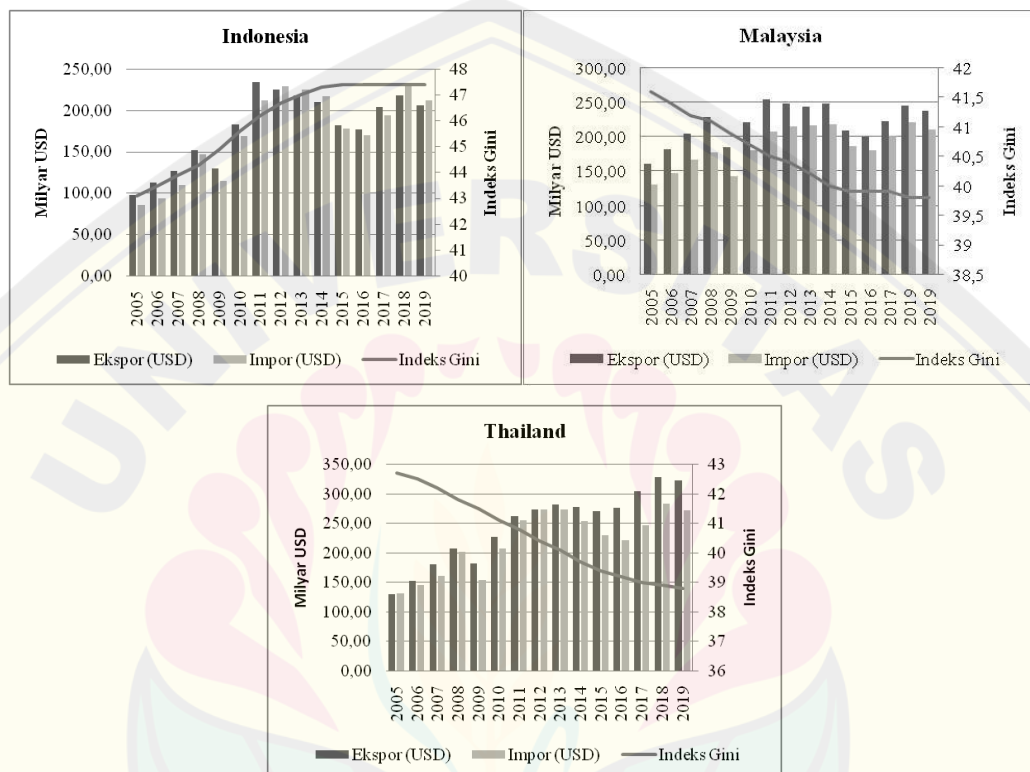 UNIVERSITAS
Indonesia
250,00
200,00
150,00
100,00
50,00
0,00
Milyar USD
48
47
46
45
44
43
42
41
40
Indeks Gini
2005 2006 2007 2008 2009 2010 2011 2012 2013 2014 2015 2016 2017 2018 2019
Ekspor (USD) Impor (USD) Indeks Gini
Malaysia
300,00
250,00
200,00
150,00
100,00
50,00
0,00
Milyar USD
42
41,5
41
40,5
40
39,5
39
38,5
Indeks Gini
2005 2006 2007 2008 2009 2010 2011 2012 2013 2014 2015 2016 2017 2019 2019
Ekspor (USD) Impor (USD) Indeks Gini
Thailand
350,00
300,00
250,00
200,00
150,00
100,00
50,00
0,00
Milyar USD
43
42
41
40
39
38
37
36
Indeks Gini
2005 2006 2007 2008 2009 2010 2011 2012 2013 2014 2015 2016 2017 2018 2019
Ekspor (USD) Impor (USD) Indeks Gini